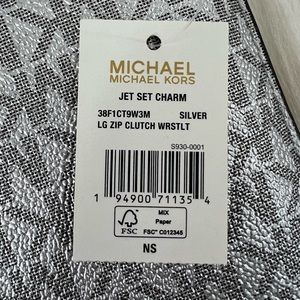 MICHAEL
MICHAEL KORS
JET SET CHARM
38F1CT9W3M SILVER
LG ZIP CLUTCH WRSTLT
S930-0001
1 94900 71135 4
FSC
MIX
Paper
FSC™ C012345
NS